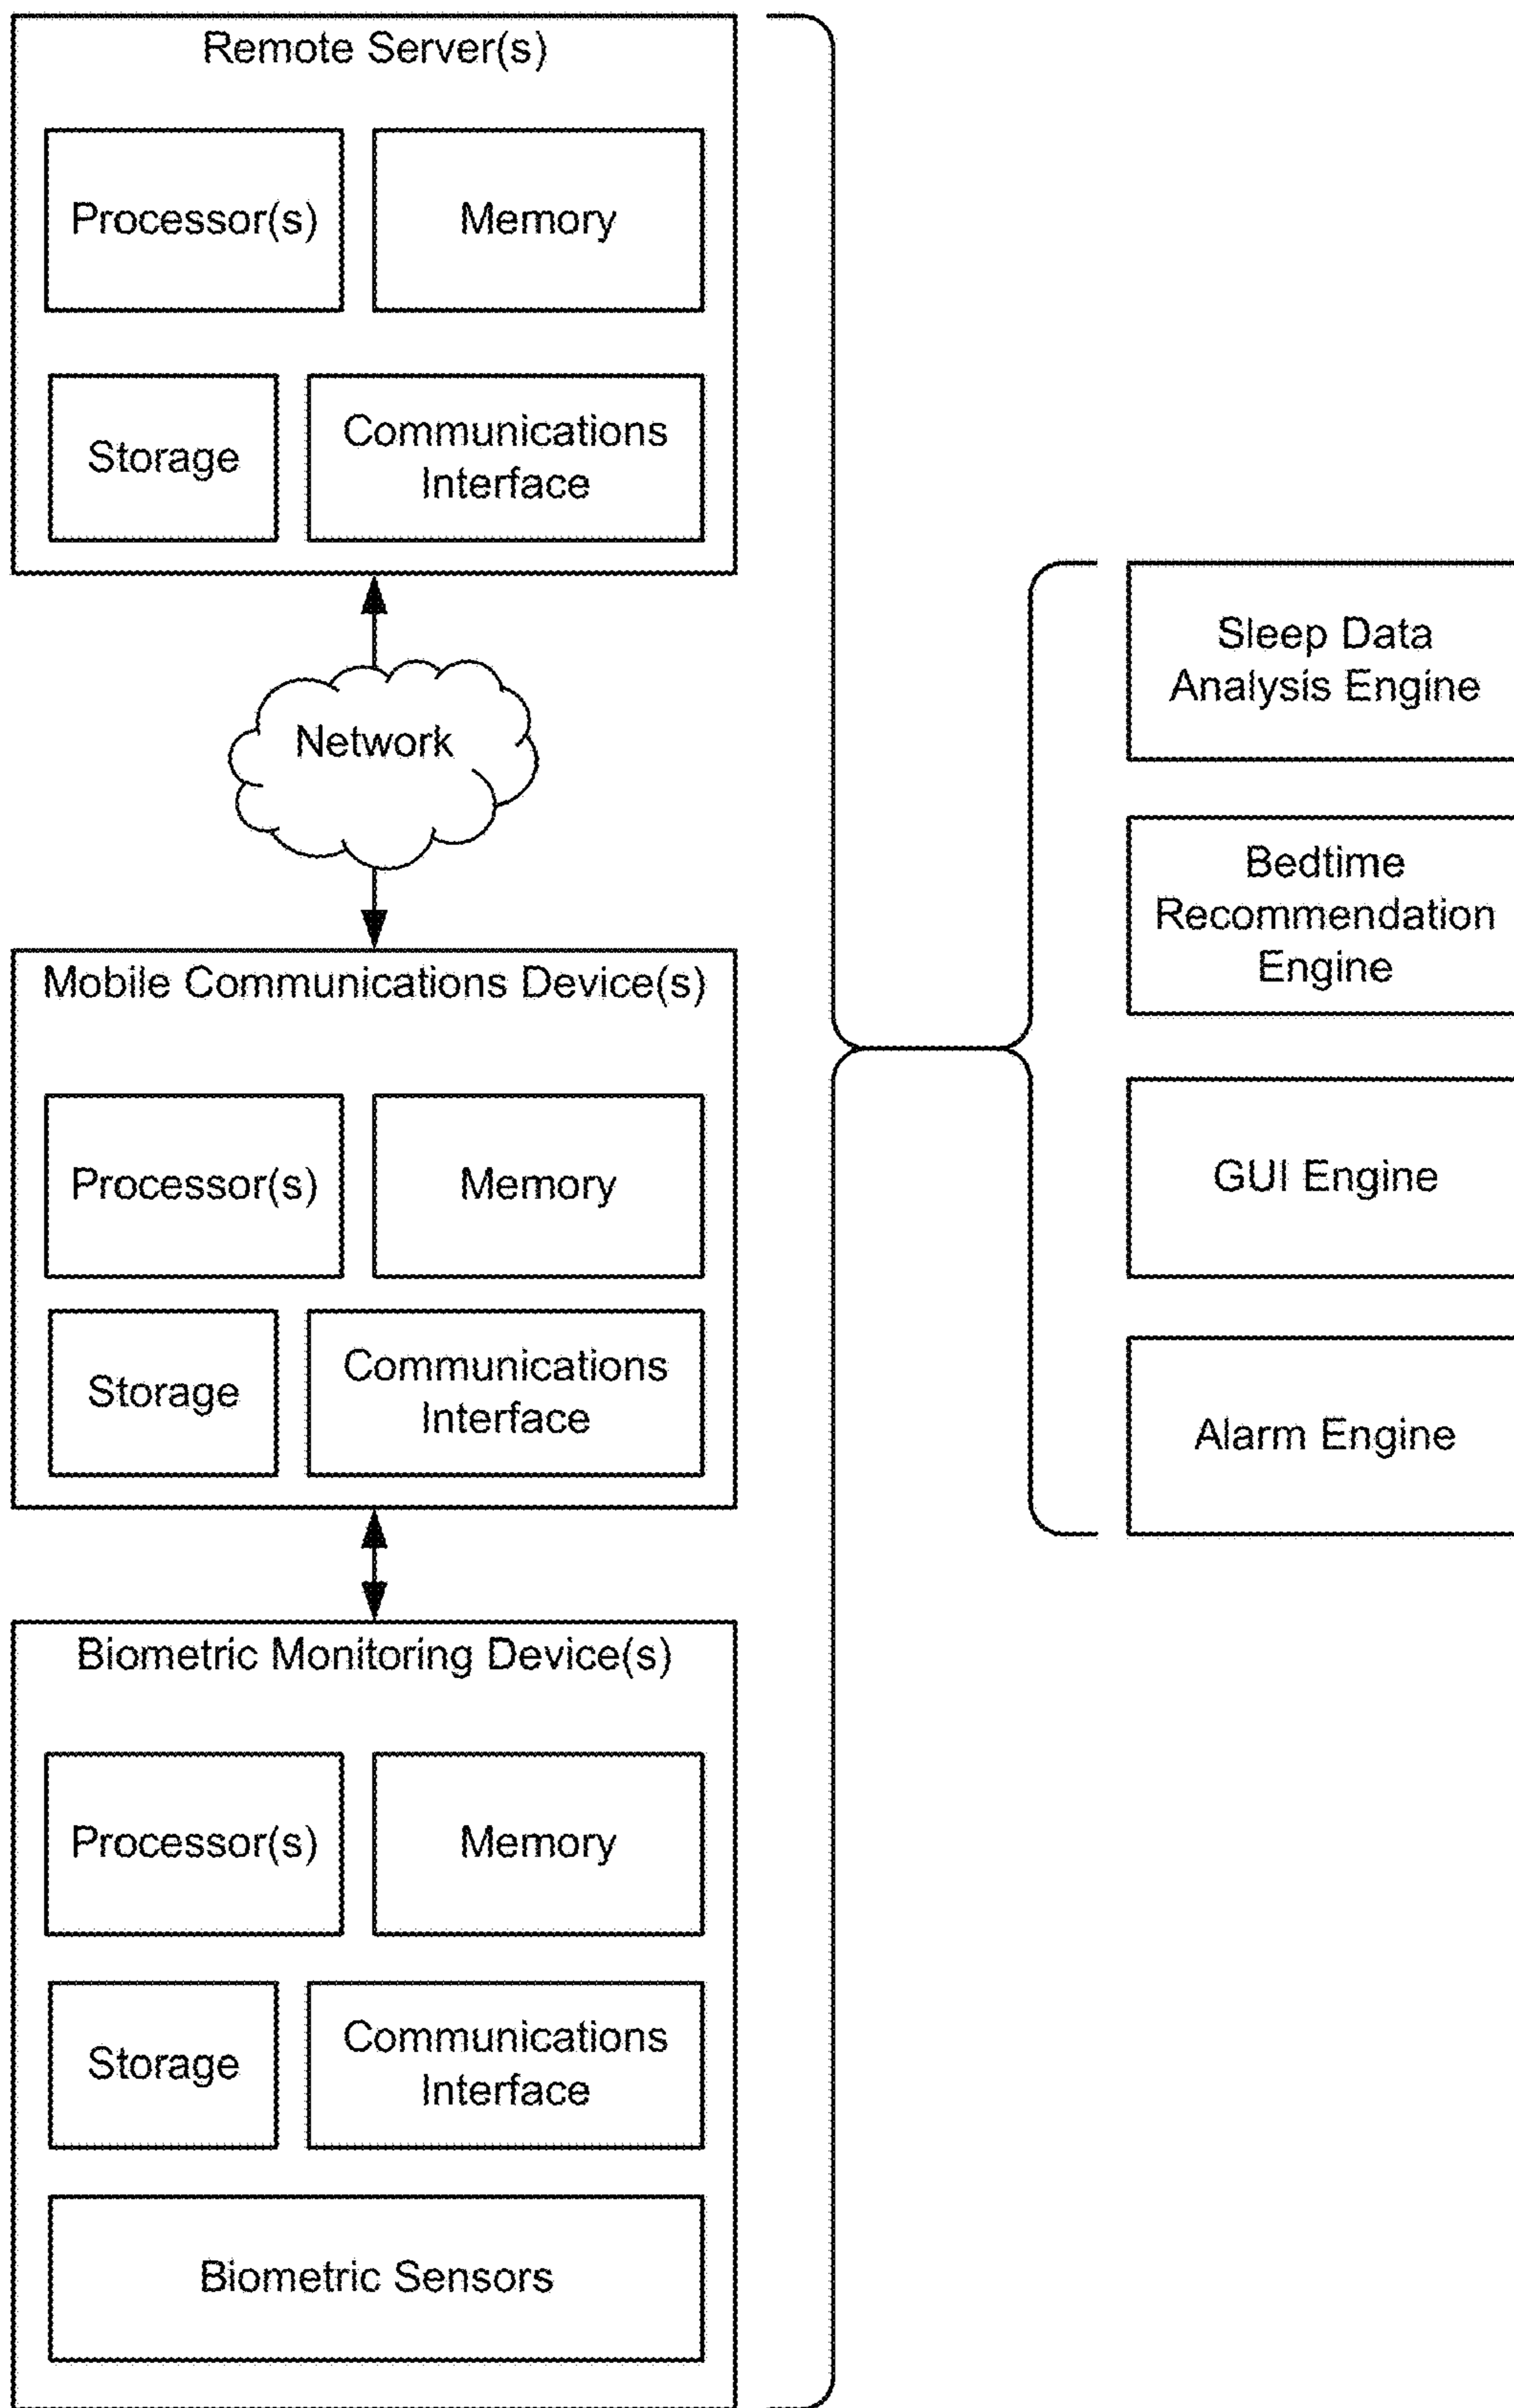 Remote Server(s)
Processor(s)
Memory
Storage
Communications
Interface
Network
Mobile Communications Device(s)
Processor(s)
Memory
Storage
Communications
Interface
Biometric Monitoring Device(s)
Processor(s)
Memory
Storage
Communications
Interface
Biometric Sensors
Sleep Data
Analysis Engine
Bedtime
Recommendation
Engine
GUI Engine
Alarm Engine